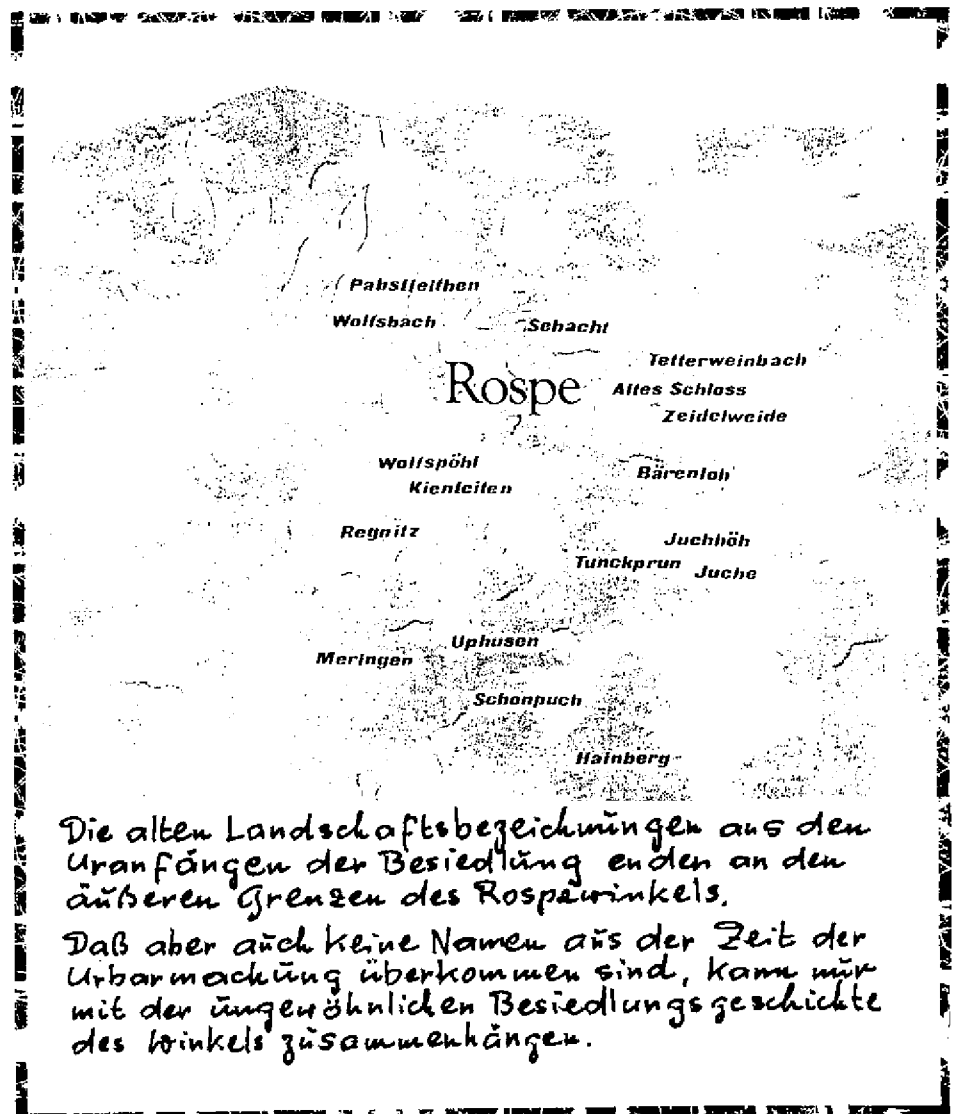 Pabstleithen
Wolfsbach
Schacht
Tetterweinbach
Rospe
Altes Schloss
Zeidelweide
Wolfspöhl
Bärenloh
Kienleiten
Regnitz
Juchhöh
Tunckprun
Juche
Uphusen
Meringen
Schonpuch
Hainberg
Die alten Landschaftsbezeichnungen aus den
Uranfängen der Besiedlung enden an den
äußeren Grenzen des Rospewinkels.
Daß aber auch keine Namen aus der Zeit der
Urbarmachung überkommen sind, kann nur
mit der ungewöhnlichen Besiedlungsgeschichte
des Winkels zusammenhängen.